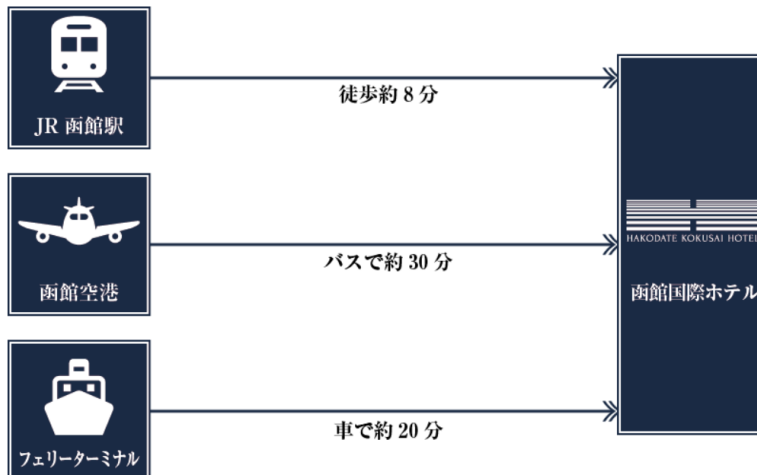 JR 函館駅
徒歩約 8 分
函館空港
バスで約 30 分
フェリーターミナル
車で約 20 分
HAKODATE KOKUSAI HOTEL
函館国際ホテル